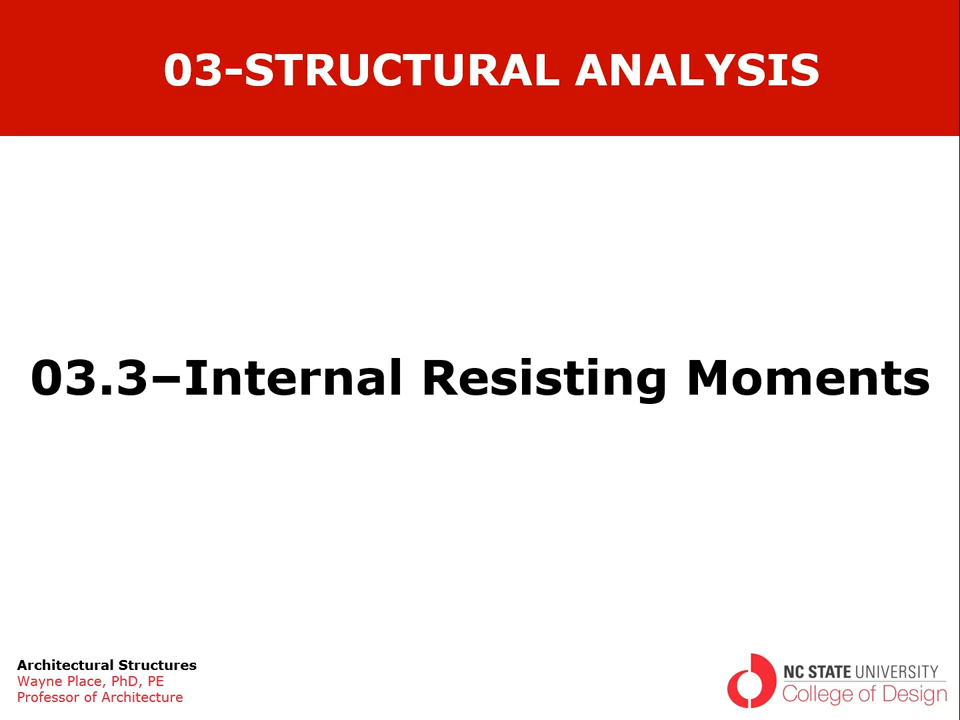 03-STRUCTURAL ANALYSIS
03.3–Internal Resisting Moments
Architectural Structures
Wayne Place, PhD, PE
Professor of Architecture
NC STATE UNIVERSITY
College of Design